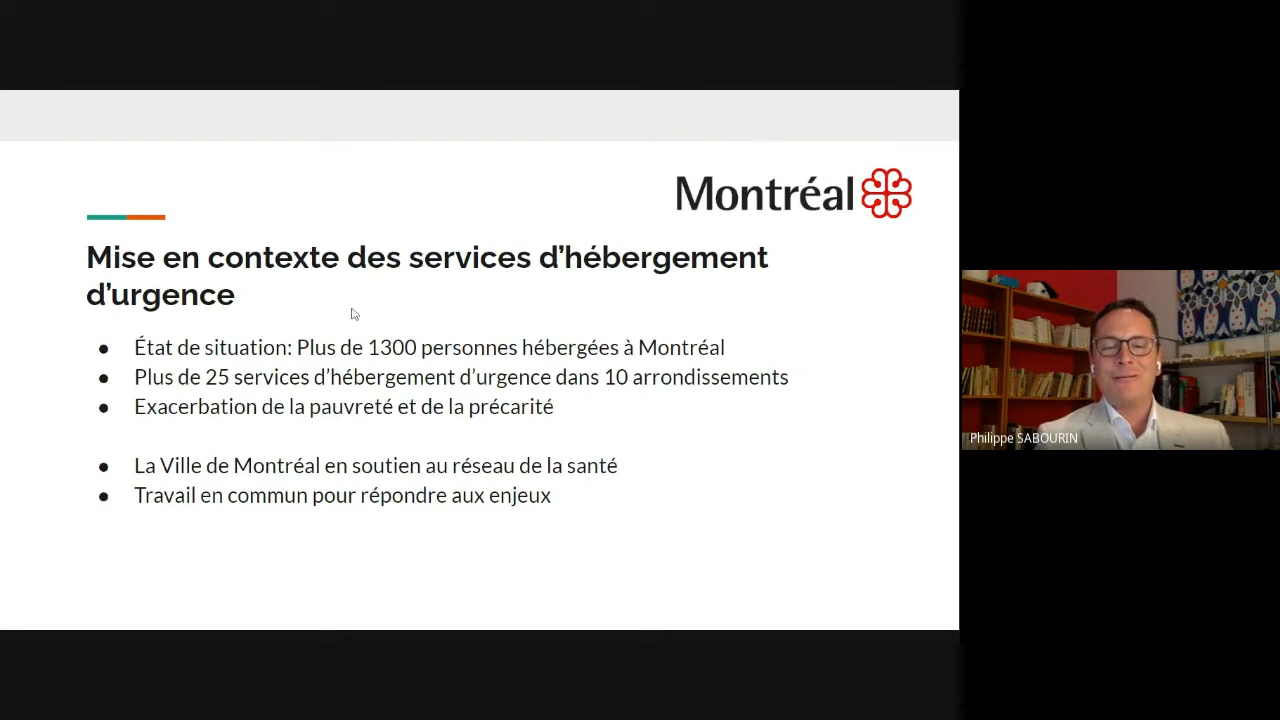 Montréal
Mise en contexte des services d’hébergement
d’urgence
● État de situation: Plus de 1300 personnes hébergées à Montréal
● Plus de 25 services d’hébergement d’urgence dans 10 arrondissements
● Exacerbation de la pauvreté et de la précarité
● La Ville de Montréal en soutien au réseau de la santé
● Travail en commun pour répondre aux enjeux
Philippe SABOURIN